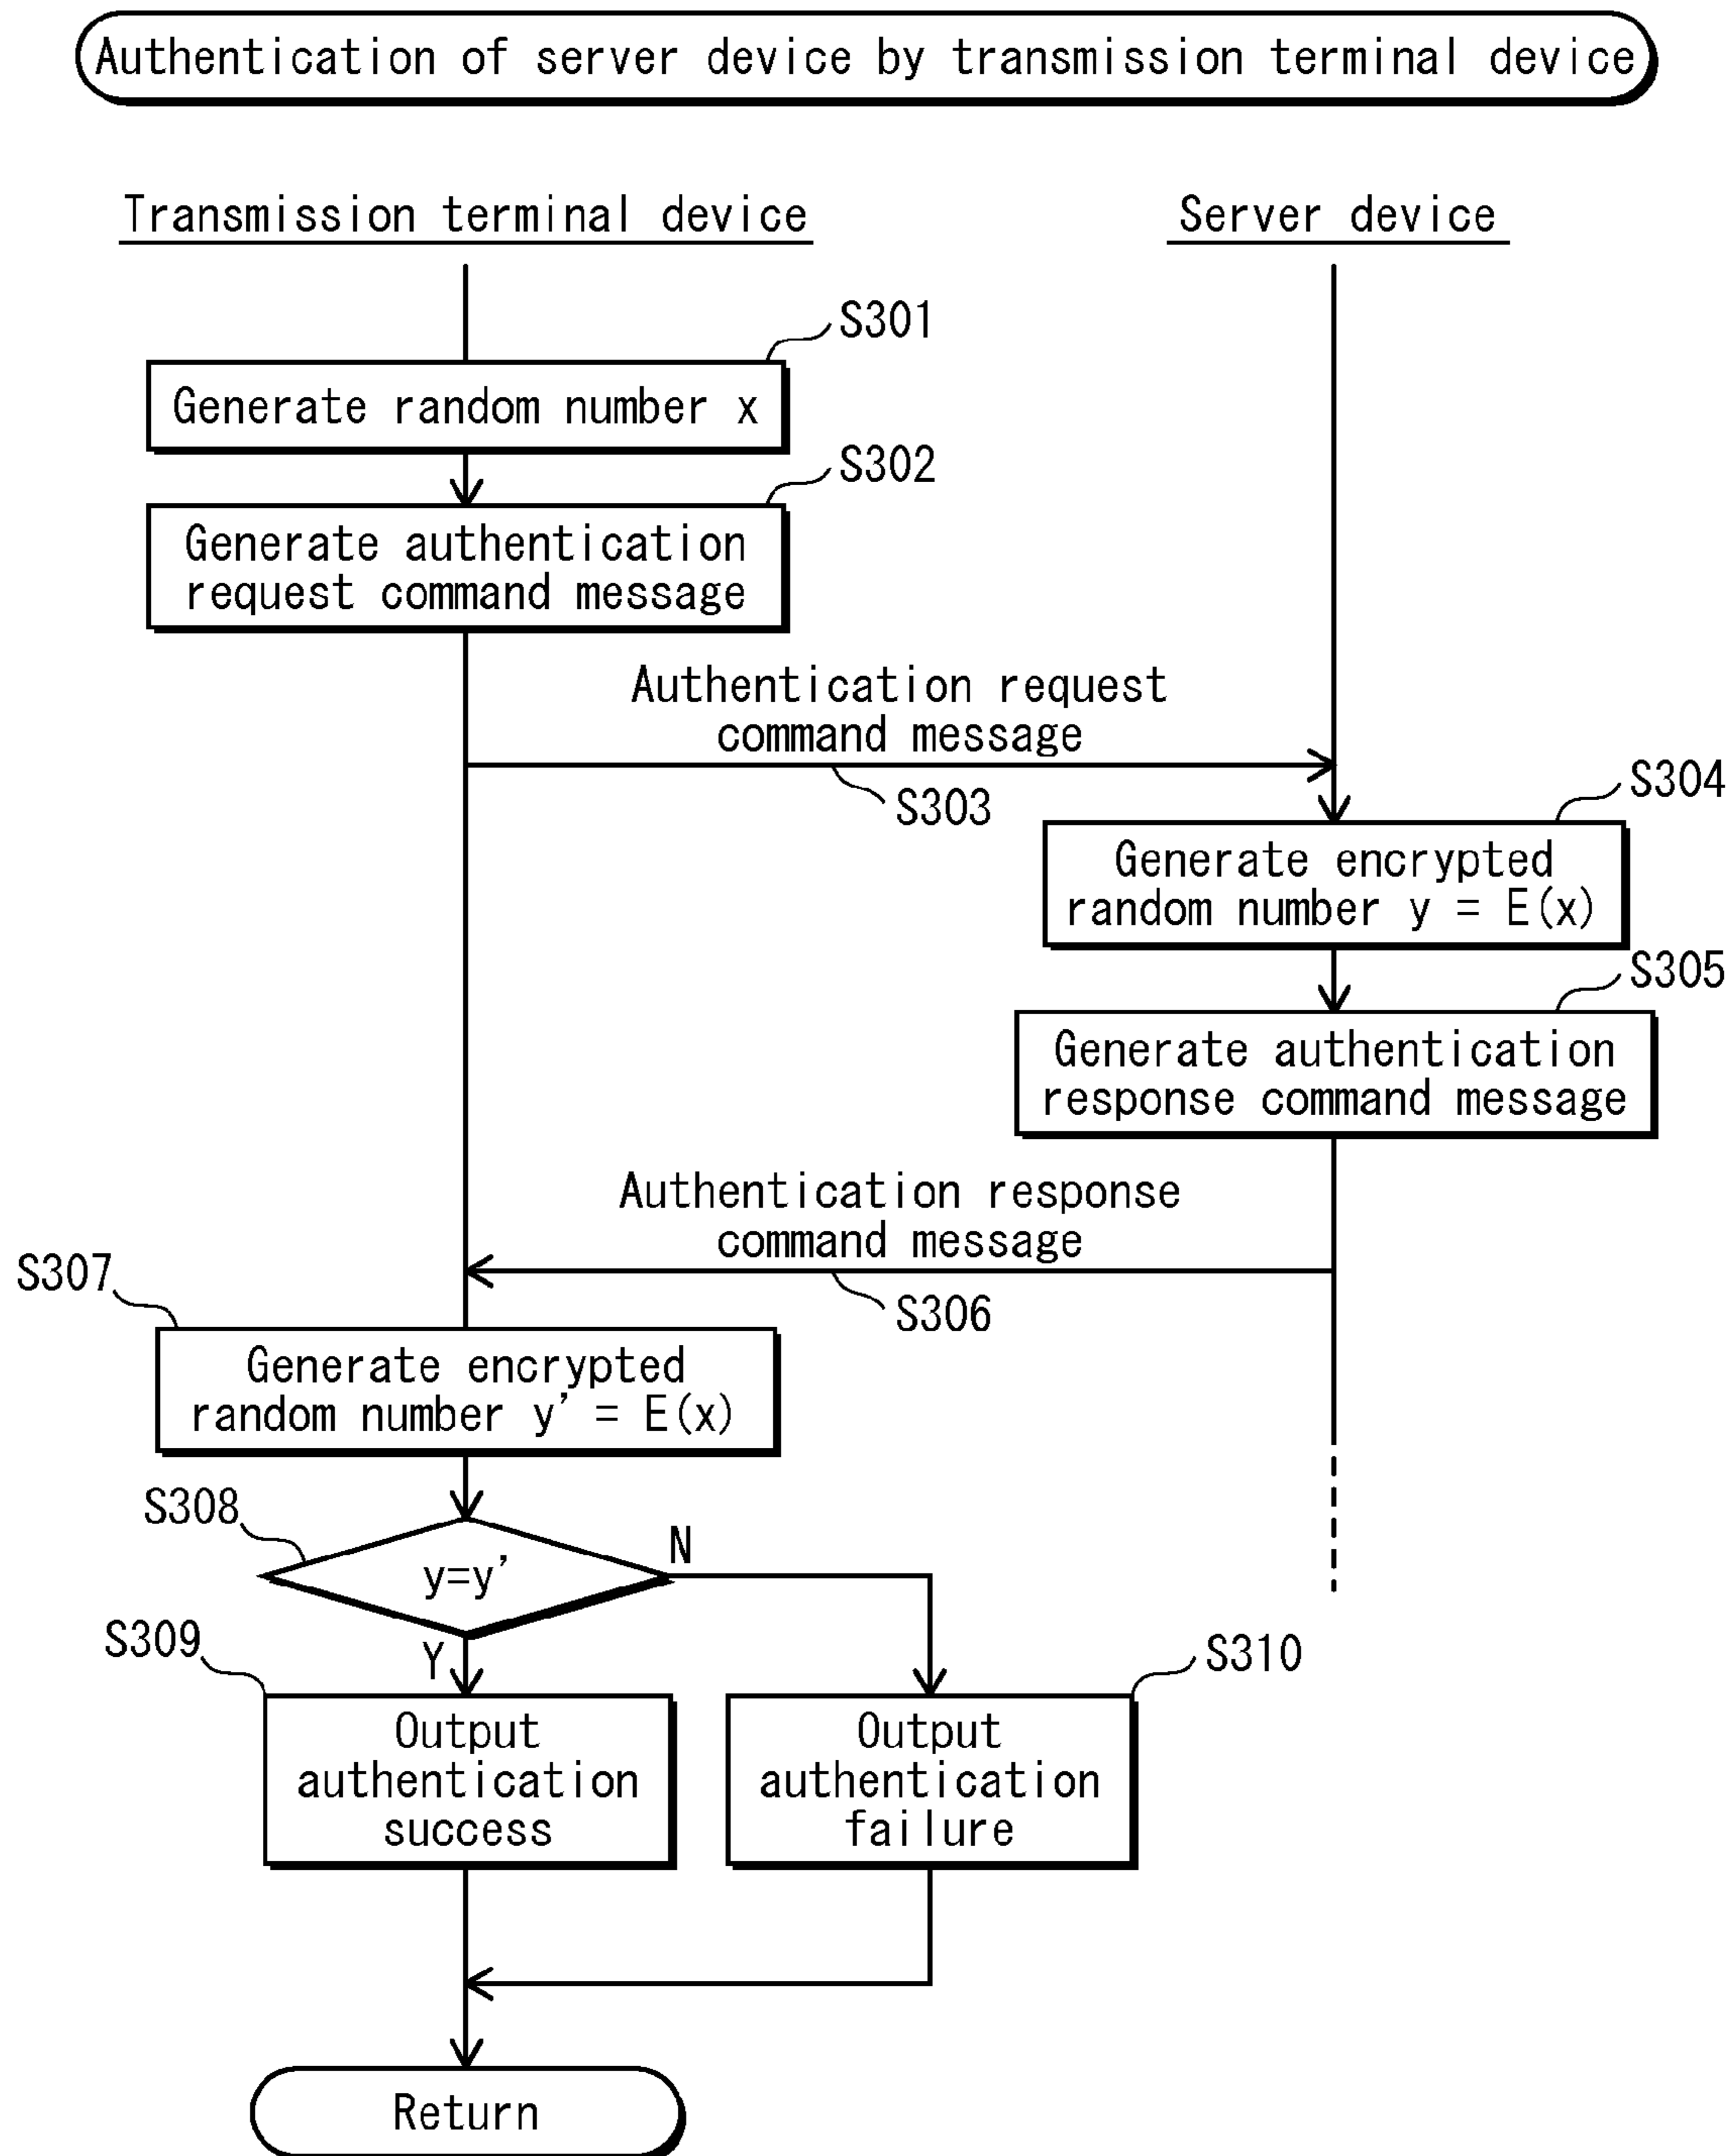 Authentication of server device by transmission terminal device
Transmission terminal device
Server device
S301
Generate random number x
S302
Generate authentication
request command message
Authentication request
command message
S303
S304
Generate encrypted
random number y = E(x)
S305
Generate authentication
response command message
Authentication response
command message
S306
S307
Generate encrypted
random number y' = E(x)
S308
y=y'
N
Y
S309
Output
authentication
success
S310
Output
authentication
failure
Return